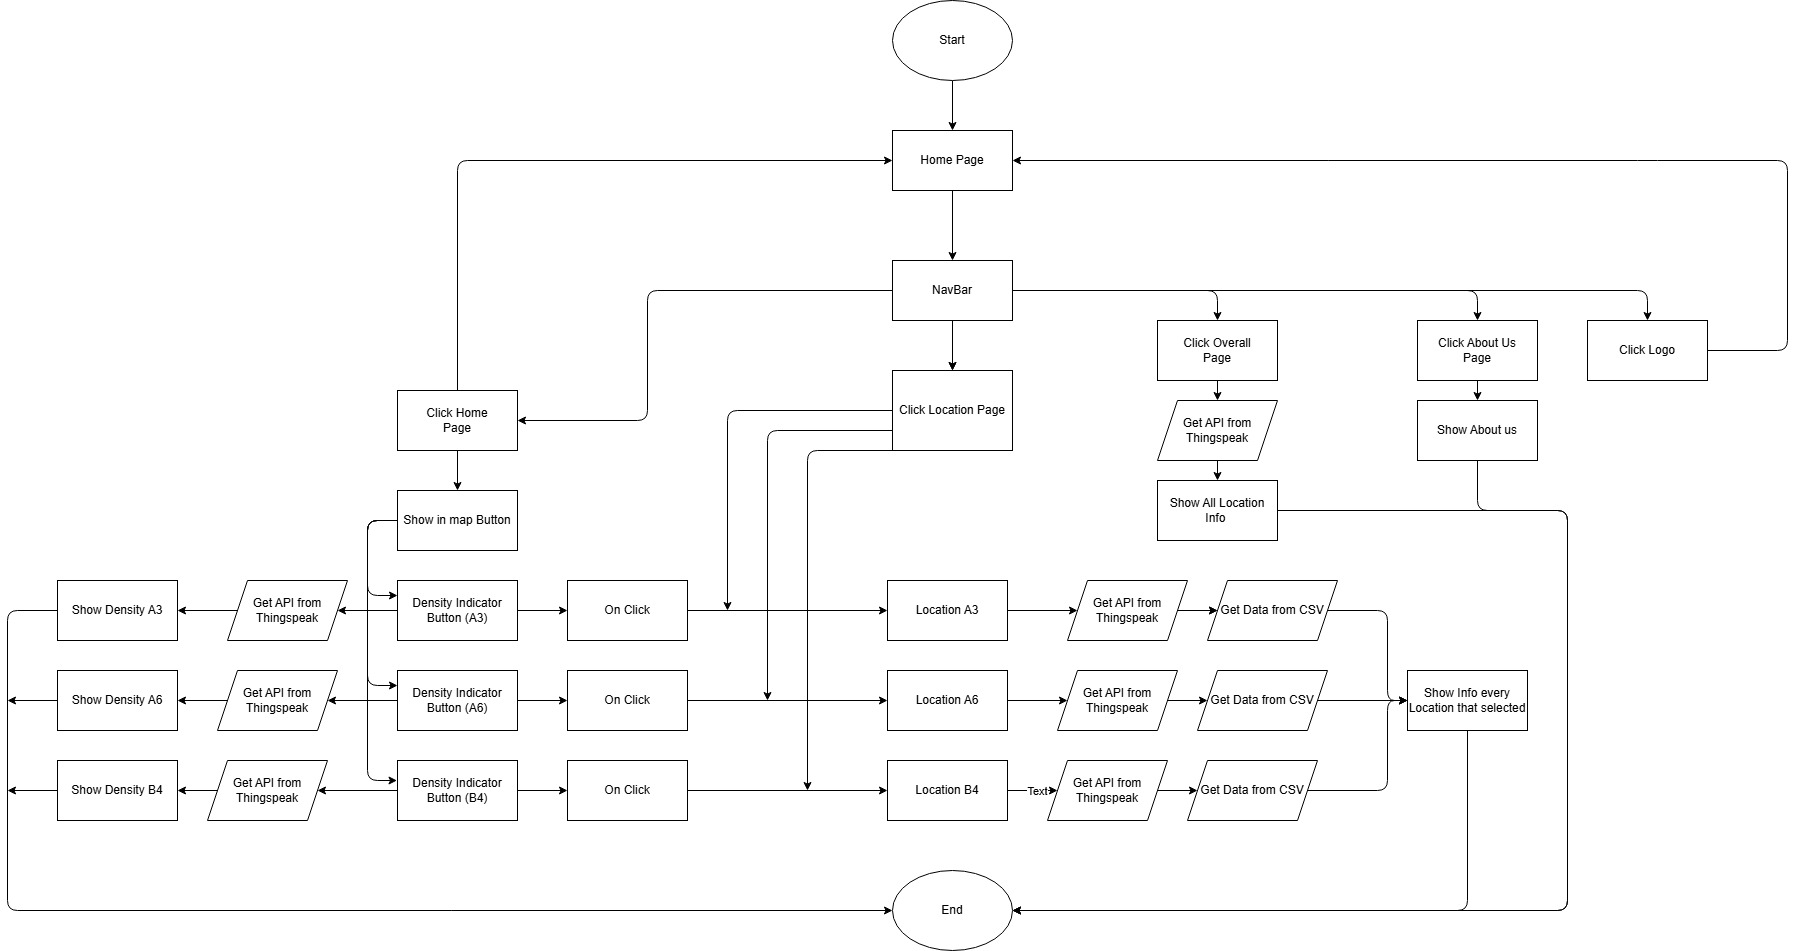 Start
Home Page
NavBar
Click Overall
Page
Click About Us
Page
Click Logo
Click Home
Page
Click Location Page
Get API from
Thingspeak
Show About us
Show in map Button
Show All Location
Info
Show Density A3
Get API from
Thingspeak
Density Indicator
Button (A3)
On Click
Location A3
Get API from
Thingspeak
Get Data from CSV
Show Density A6
Get API from
Thingspeak
Density Indicator
Button (A6)
On Click
Location A6
Get API from
Thingspeak
Get Data from CSV
Show Info every
Location that selected
Show Density B4
Get API from
Thingspeak
Density Indicator
Button (B4)
On Click
Location B4
Text
Get API from
Thingspeak
Get Data from CSV
End